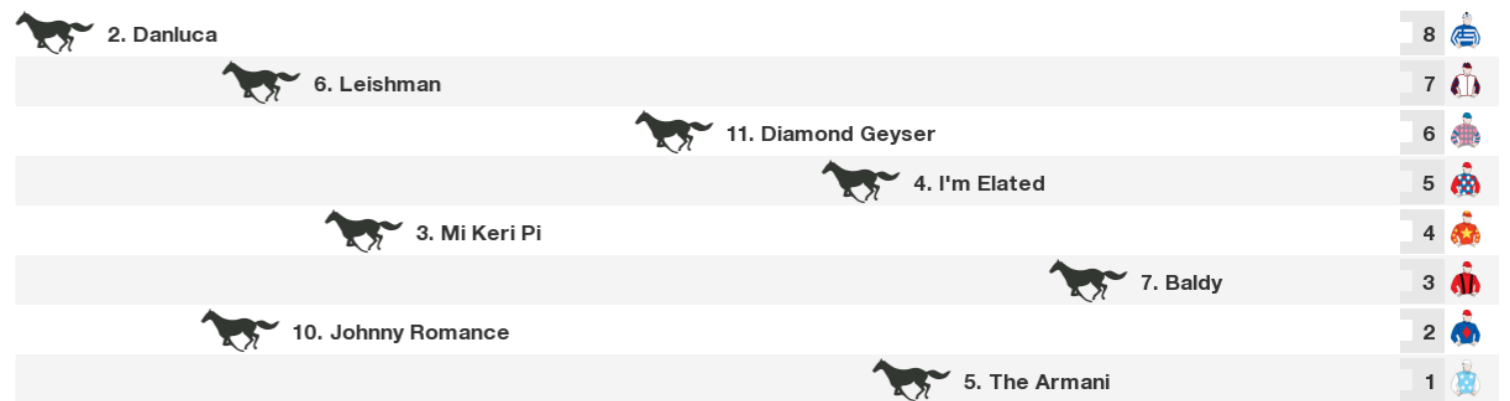 2. Danluca 8
6. Leishman 7
11. Diamond Geyser 6
4. I'm Elated 5
3. Mi Keri Pi 4
7. Baldy 3
10. Johnny Romance 2
5. The Armani 1